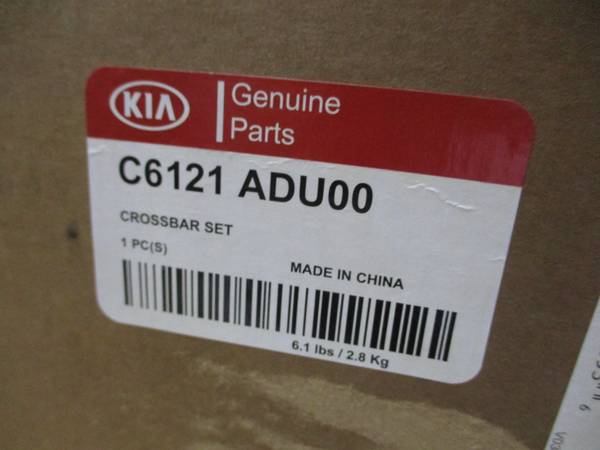 KIA
Genuine
Parts
C6121 ADU00
CROSSBAR SET
1 PC(S)
MADE IN CHINA
6.1 lbs / 2.8 Kg